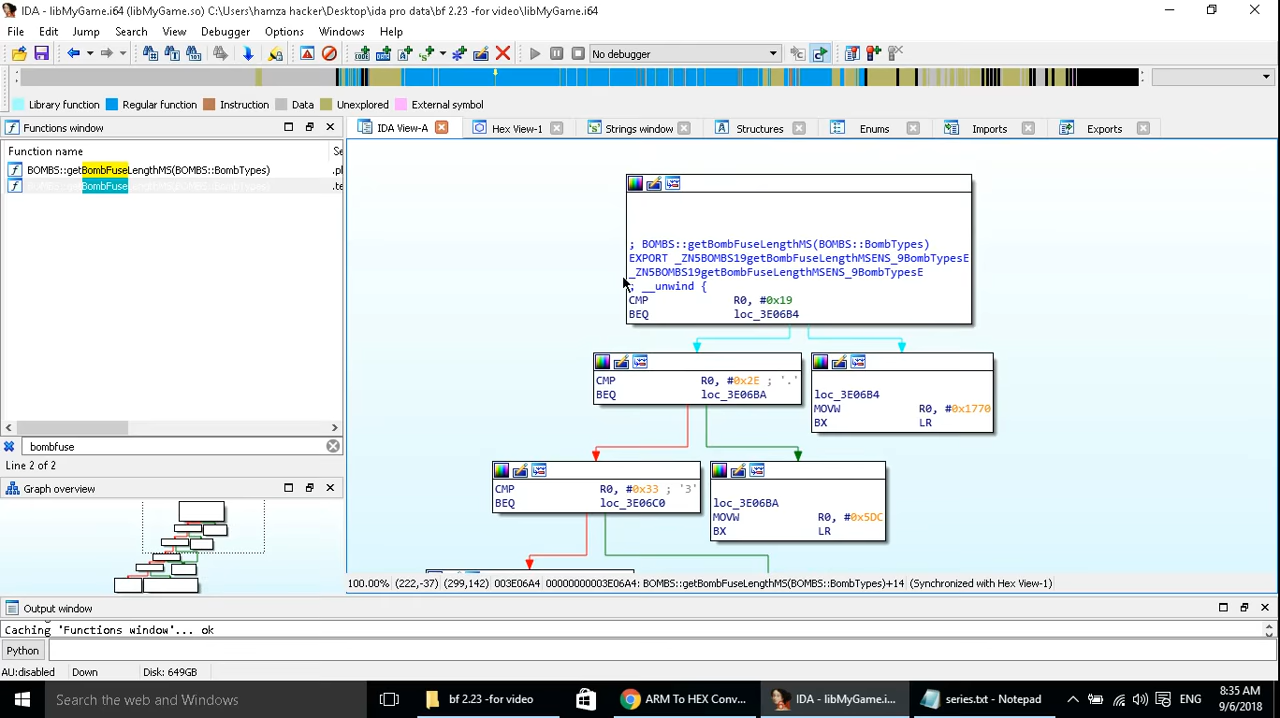 IDA - libMyGame.i64 (libMyGame.so) C:\Users\hamza hacker\Desktop\ida pro data\bf 2.23 -for video\libMyGame.i64
File Edit Jump Search View Debugger Options Windows Help
No debugger
Library function Regular function Instruction Data Unexplored External symbol
Functions window
IDA View-A Hex View-1 Strings window Structures Enums Imports Exports
Function name
BOMBS::getBombFuseLengthMS(BOMBS::BombTypes) .pl
BOMBS::getBombFuseLengthMS(BOMBS::BombTypes) .te
; BOMBS::getBombFuseLengthMS(BOMBS::BombTypes)
EXPORT _ZN5BOMBS19getBombFuseLengthMSENS_9BombTypesE
_ZN5BOMBS19getBombFuseLengthMSENS_9BombTypesE
; __unwind {
CMP R0, #0x19
BEQ loc_3E06B4
CMP R0, #0x2E ; '.'
BEQ loc_3E06BA
loc_3E06B4
MOVW R0, #0x1770
BX LR
CMP R0, #0x33 ; '3'
BEQ loc_3E06C0
loc_3E06BA
MOVW R0, #0x5DC
BX LR
bombfuse
Line 2 of 2
Graph overview
100.00% (222,-37) (299,142) 003E06A4 00000000003E06A4: BOMBS::getBombFuseLengthMS(BOMBS::BombTypes)+14 (Synchronized with Hex View-1)
Output window
Caching 'Functions window'... ok
Python
AU:disabled Down Disk: 649GB
Search the web and Windows
bf 2.23 -for video
ARM To HEX Conv...
IDA - libMyGame.i...
series.txt - Notepad
ENG
8:35 AM
9/6/2018